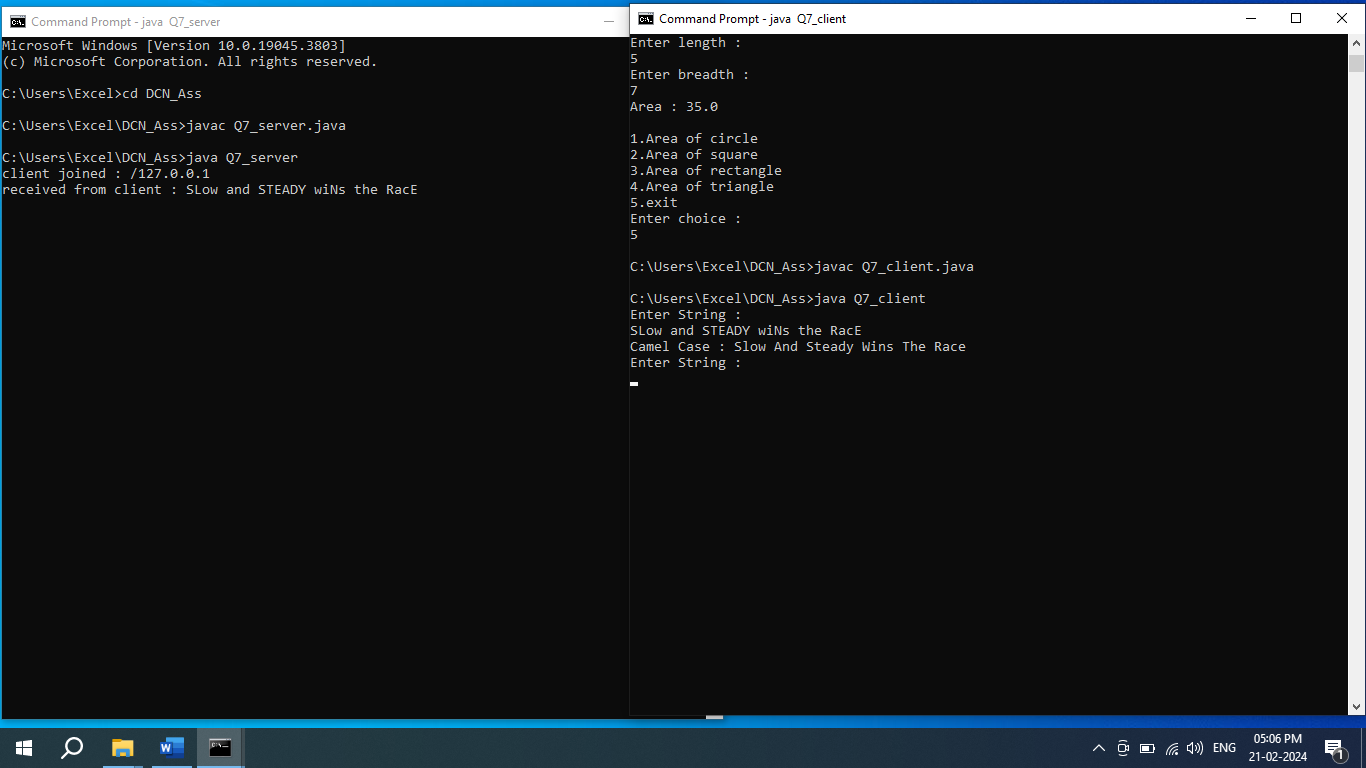 Command Prompt - java  Q7_server
Microsoft Windows [Version 10.0.19045.3803]
(c) Microsoft Corporation. All rights reserved.
C:\Users\Excel>cd DCN_Ass
C:\Users\Excel\DCN_Ass>javac Q7_server.java
C:\Users\Excel\DCN_Ass>java Q7_server
client joined : /127.0.0.1
received from client : SLow and STEADY wiNs the RacE
Command Prompt - java  Q7_client
Enter length :
5
Enter breadth :
7
Area : 35.0
1.Area of circle
2.Area of square
3.Area of rectangle
4.Area of triangle
5.exit
Enter choice :
5
C:\Users\Excel\DCN_Ass>javac Q7_client.java
C:\Users\Excel\DCN_Ass>java Q7_client
Enter String :
SLow and STEADY wiNs the RacE
Camel Case : Slow And Steady Wins The Race
Enter String :
ENG
05:06 PM
21-02-2024
1